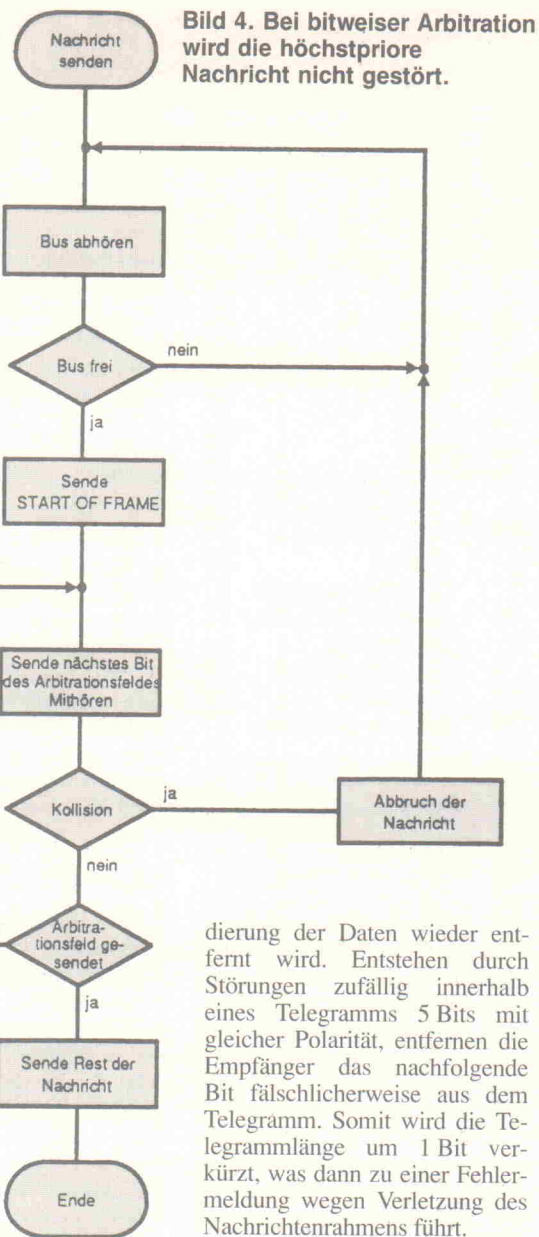 Bild 4. Bei bitweiser Arbitration
wird die höchstpriore
Nachricht nicht gestört.
Nachricht
senden
Bus abhören
Bus frei
nein
ja
Sende
START OF FRAME
Sende nächstes Bit
des Arbitrationsfeldes
Mithören
Kollision
ja
Abbruch der
Nachricht
nein
Arbitra-
tionsfeld ge-
sendet
ja
Sende Rest der
Nachricht
Ende
dierung der Daten wieder ent-
fernt wird. Entstehen durch
Störungen zufällig innerhalb
eines Telegramms 5 Bits mit
gleicher Polarität, entfernen die
Empfänger das nachfolgende
Bit fälschlicherweise aus dem
Telegramm. Somit wird die Te-
legrammlänge um 1 Bit ver-
kürzt, was dann zu einer Fehler-
meldung wegen Verletzung des
Nachrichtenrahmens führt.